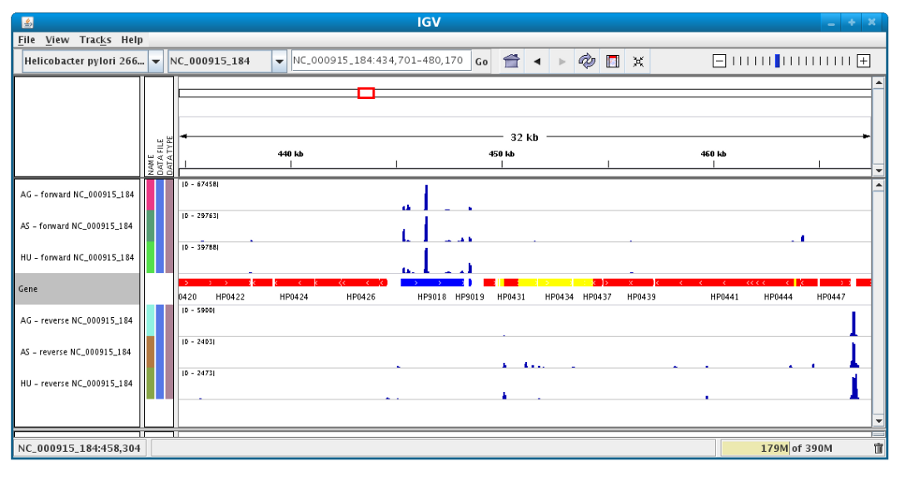 IGV
File View Tracks Help
Helicobacter pylori 266... NC_000915_184 NC_000915_184:434,701-480,170 Go
NAME
DATA FILE
DATA TYPE
32 kb
440 kb 450 kb 460 kb
AG - forward NC_000915_184 [0 - 67458]
AS - forward NC_000915_184 [0 - 29763]
HU - forward NC_000915_184 [0 - 39788]
Gene
0420 HP0422 HP0424 HP0426 HP9018 HP9019 HP0431 HP0434 HP0437 HP0439 HP0441 HP0444 HP0447
AG - reverse NC_000915_184 [0 - 5900]
AS - reverse NC_000915_184 [0 - 2403]
HU - reverse NC_000915_184 [0 - 2473]
NC_000915_184:458,304 179M of 390M